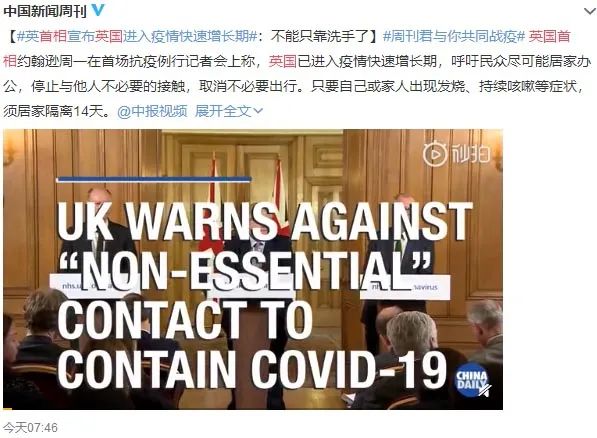 中国新闻周刊
#英首相宣布英国进入疫情快速增长期#：不能只靠洗手了#周刊君与你共同战疫# 英国首
相约翰逊周一在首场抗疫例行记者会上称，英国已进入疫情快速增长期，呼吁民众尽可能居家办
公，停止与他人不必要的接触，取消不必要出行。只要自己或家人出现发烧、持续咳嗽等症状，
须居家隔离14天。@中报视频 展开全文
秒拍
UK WARNS AGAINST
“NON-ESSENTIAL”
CONTACT TO
CONTAIN COVID-19
CHINA
DAILY
今天07:46